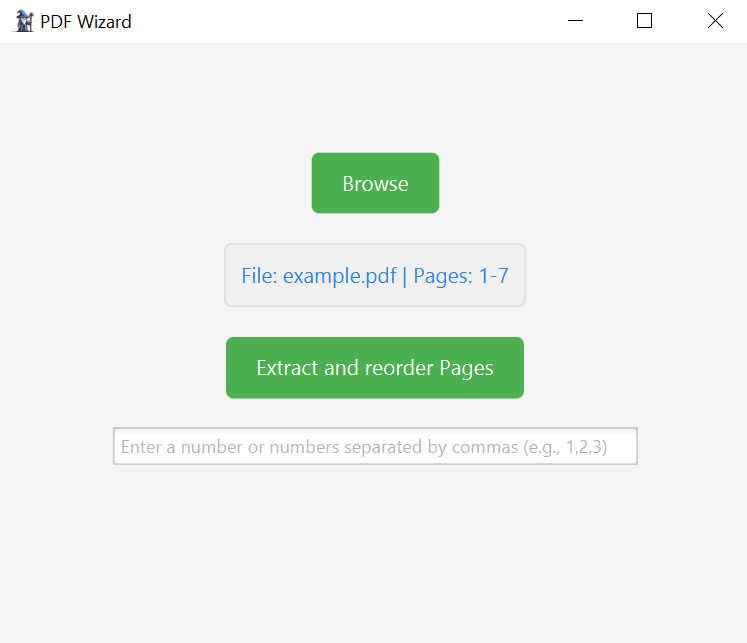 PDF Wizard
Browse
File: example.pdf | Pages: 1-7
Extract and reorder Pages
Enter a number or numbers separated by commas (e.g., 1,2,3)